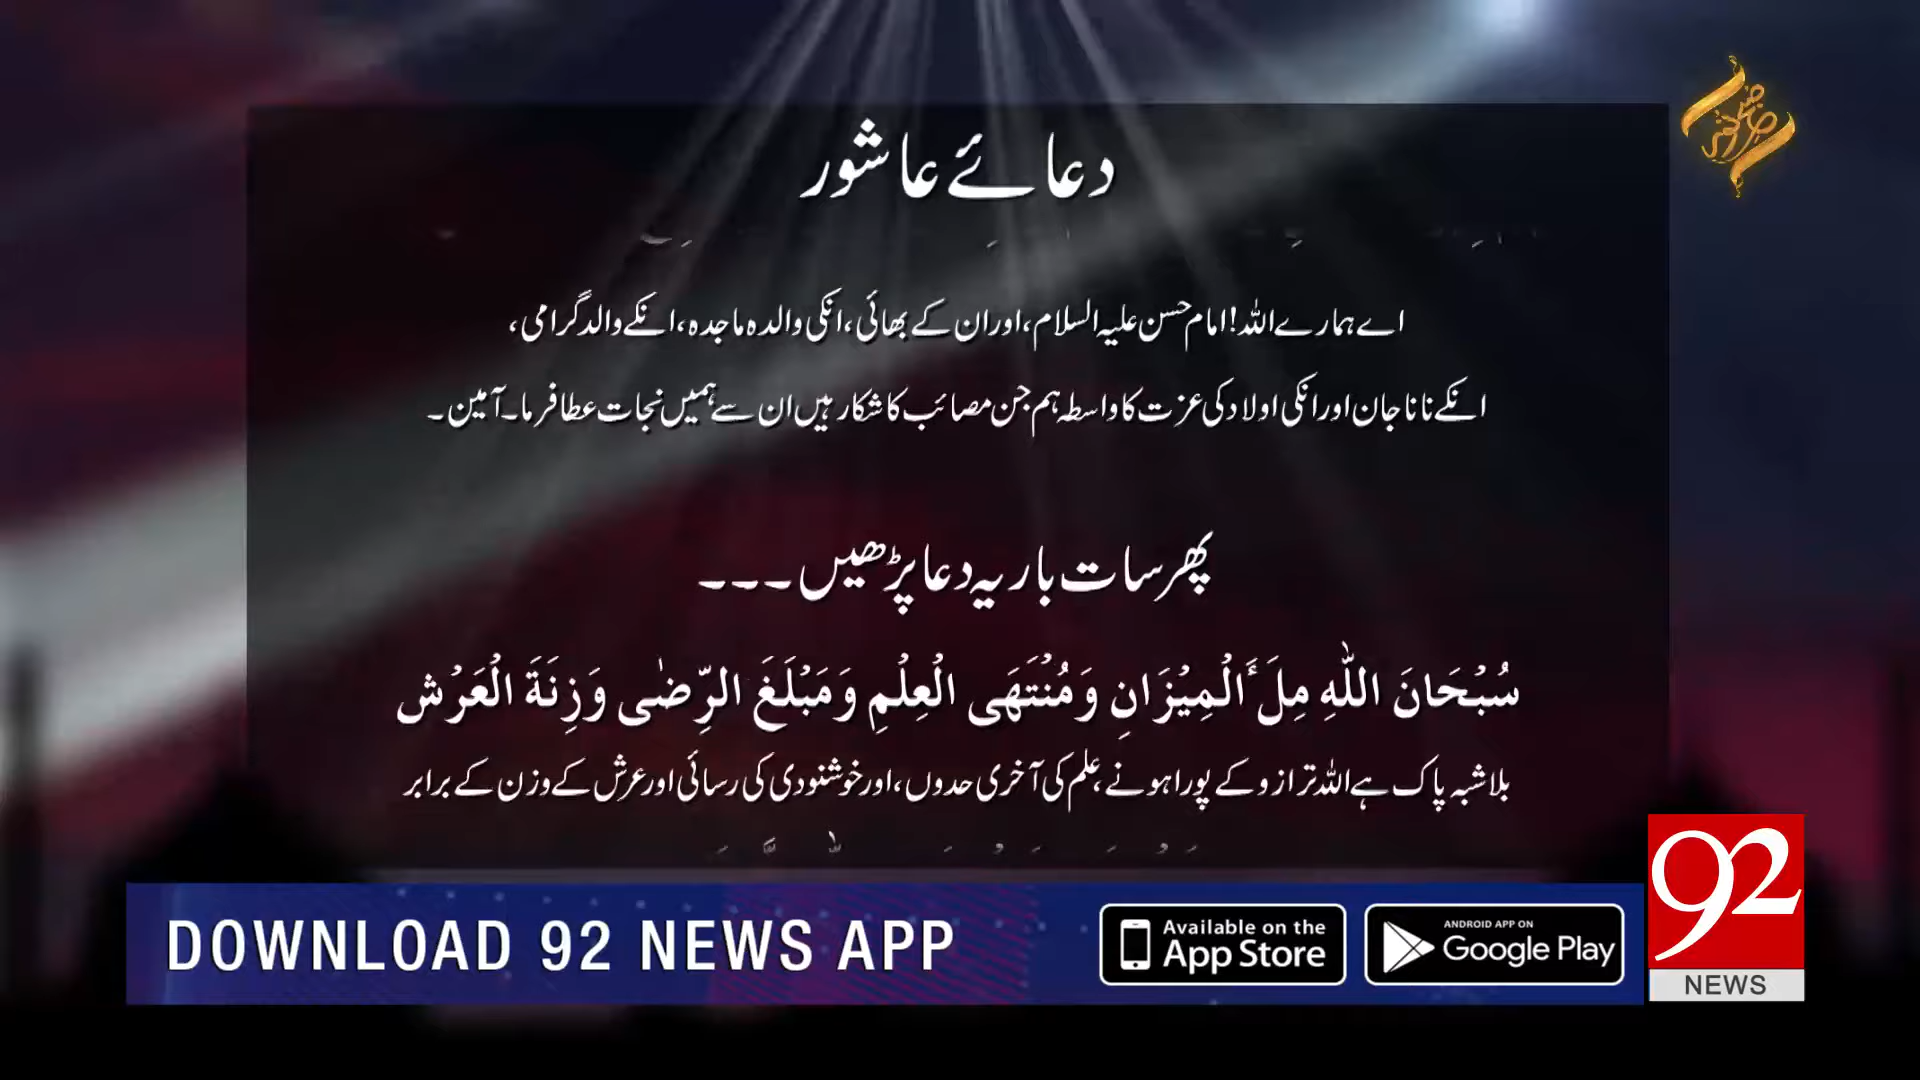 دعائے عاشور
اے ہمارے اللہ! امام حسن علیہ السلام، اور ان کے بھائی، انکی والدہ ماجدہ، انکے والد گرامی،
انکے نانا جان اور انکی اولاد کی عزت کا واسطہ ہم جن مصائب کا شکار ہیں ان سے ہمیں نجات عطا فرما۔ آمین۔
پھر سات بار یہ دعا پڑھیں۔۔۔
سُبْحَانَ اللّٰهِ مِلَ ٔالْمِيْزَانِ وَمُنْتَهَى الْعِلْمِ وَمَبْلَغَ الرِّضٰى وَزِنَةَ الْعَرْشِ
بلاشبہ پاک ہے اللہ ترازو کے پورا ہونے، علم کی آخری حدوں، اور خوشنودی کی رسائی اور عرش کے وزن کے برابر
DOWNLOAD 92 NEWS APP
Available on the
App Store
ANDROID APP ON
Google Play
92
NEWS